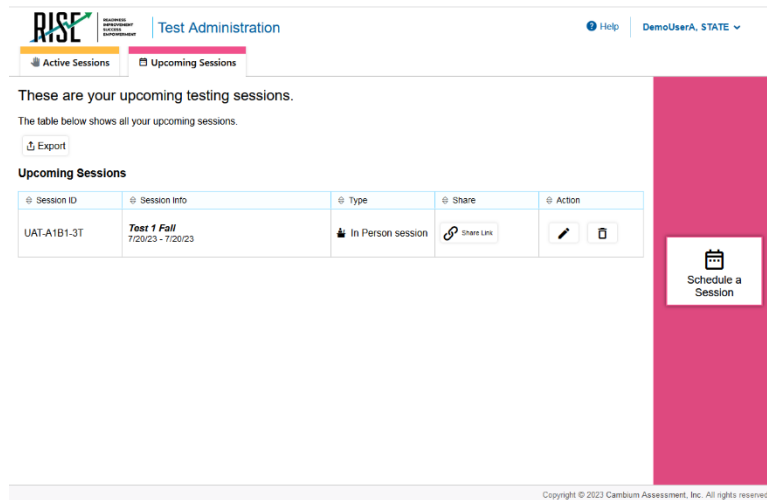 RISE
READINESS
IMPROVEMENT
SUCCESS
EMPOWERMENT
Test Administration
Help
DemoUserA, STATE
Active Sessions
Upcoming Sessions
These are your upcoming testing sessions.
The table below shows all your upcoming sessions.
Export
Upcoming Sessions
Session ID Session Info Type Share Action
UAT-A1B1-3T Test 1 Fall In Person session Share Link
7/20/23 - 7/20/23
Schedule a
Session
Copyright © 2023 Cambium Assessment, Inc. All rights reserved